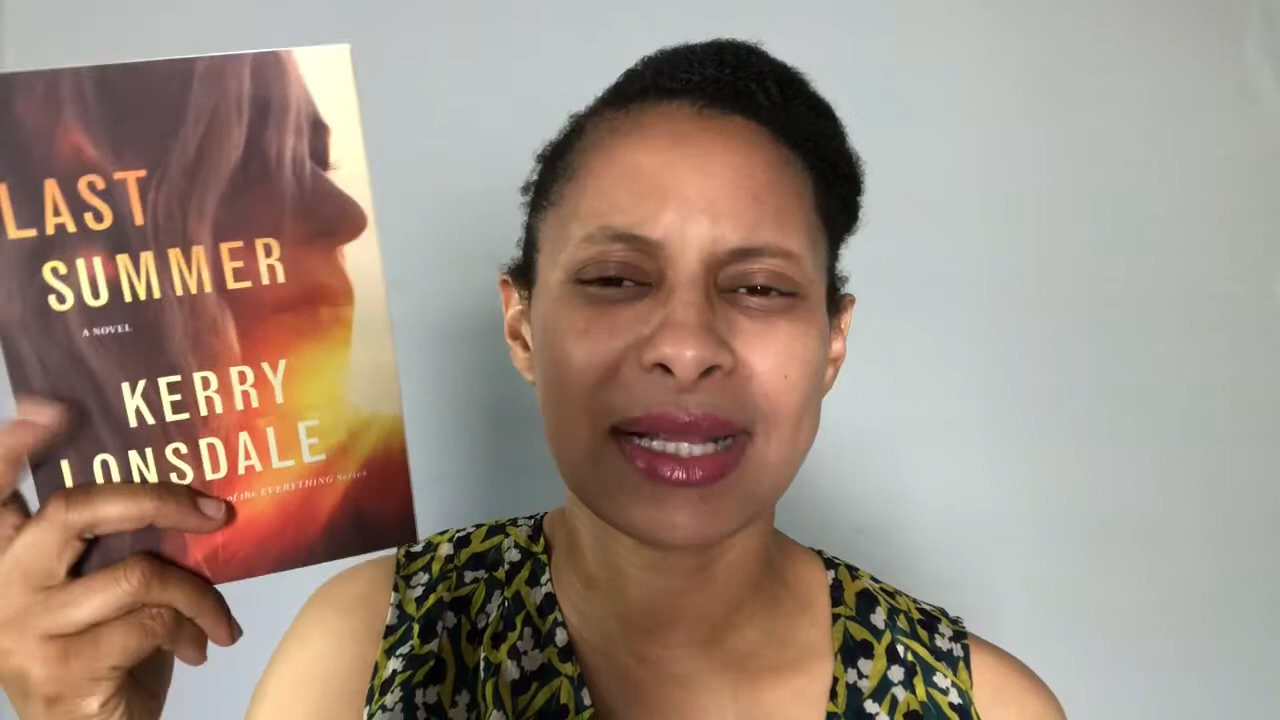 LAST
SUMMER
A NOVEL
KERRY
LONSDALE
of the EVERYTHING Series